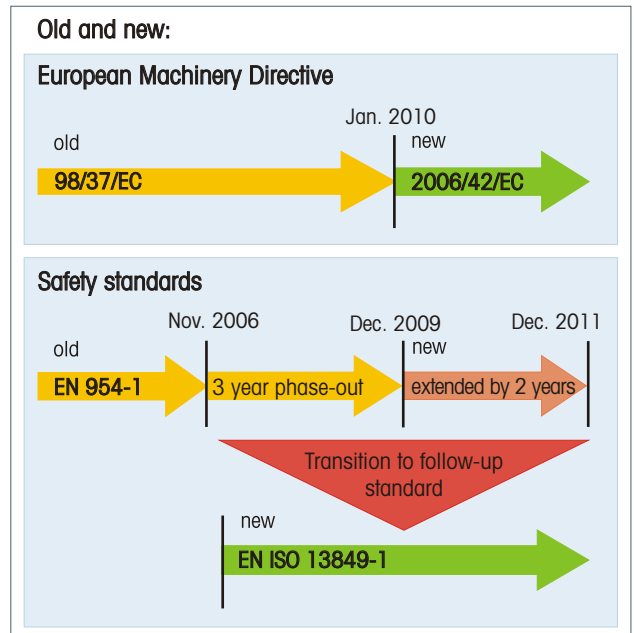 Old and new:
European Machinery Directive
Jan. 2010
old
new
98/37/EC
2006/42/EC
Safety standards
Nov. 2006
Dec. 2009
Dec. 2011
old
new
EN 954-1
3 year phase-out
extended by 2 years
Transition to follow-up
standard
new
EN ISO 13849-1